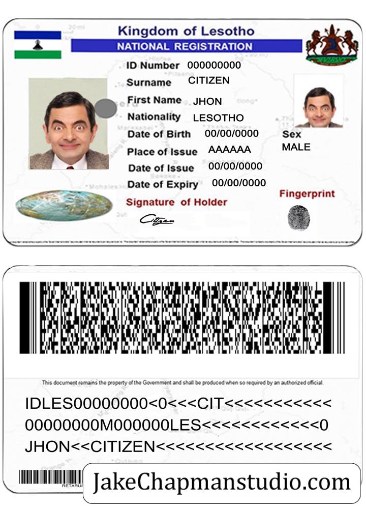 Kingdom of Lesotho
NATIONAL REGISTRATION
ID Number 000000000
Surname CITIZEN
First Name JHON
Nationality LESOTHO
Date of Birth 00/00/0000
Sex
Place of Issue AAAAAA
MALE
Date of Issue 00/00/0000
Date of Expiry 00/00/0000
Signature of Holder
Fingerprint
Citizen
This document remains the property of the Government and shall be produced when so required by an authorized official.
IDLES00000000<0<<<CIT<<<<<<<<<<<
00000000M000000LES<<<<<<<<<<<<0
JHON<<CITIZEN<<<<<<<<<<<<<<<<<<
JakeChapmanstudio.com